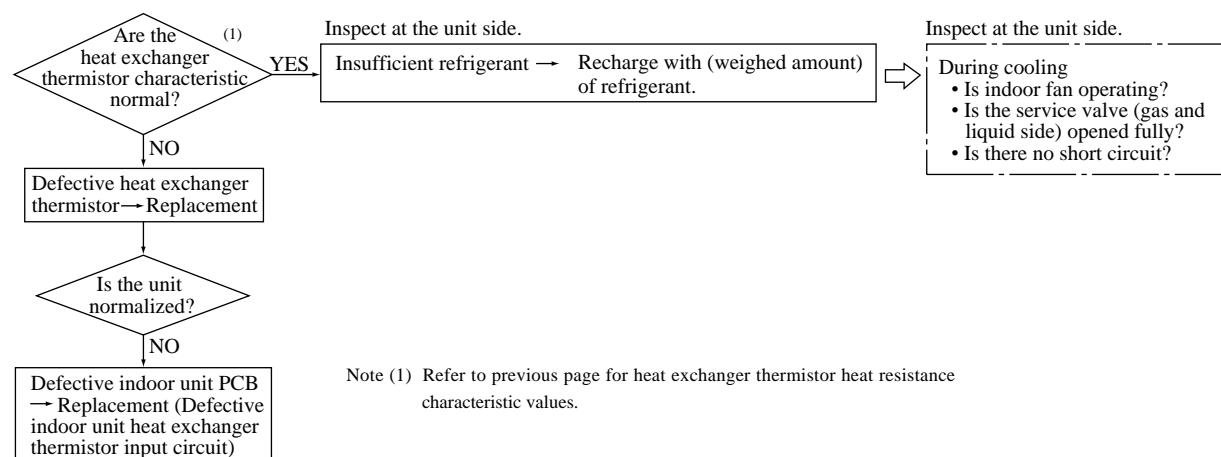 Are the
(1)
heat exchanger
thermistor characteristic
normal?
YES
Inspect at the unit side.
Insufficient refrigerant → Recharge with (weighed amount)
of refrigerant.
Inspect at the unit side.
During cooling
• Is indoor fan operating?
• Is the service valve (gas and
liquid side) opened fully?
• Is there no short circuit?
NO
Defective heat exchanger
thermistor → Replacement
Is the unit
normalized?
NO
Defective indoor unit PCB
→ Replacement (Defective
indoor unit heat exchanger
thermistor input circuit)
Note (1) Refer to previous page for heat exchanger thermistor heat resistance
characteristic values.